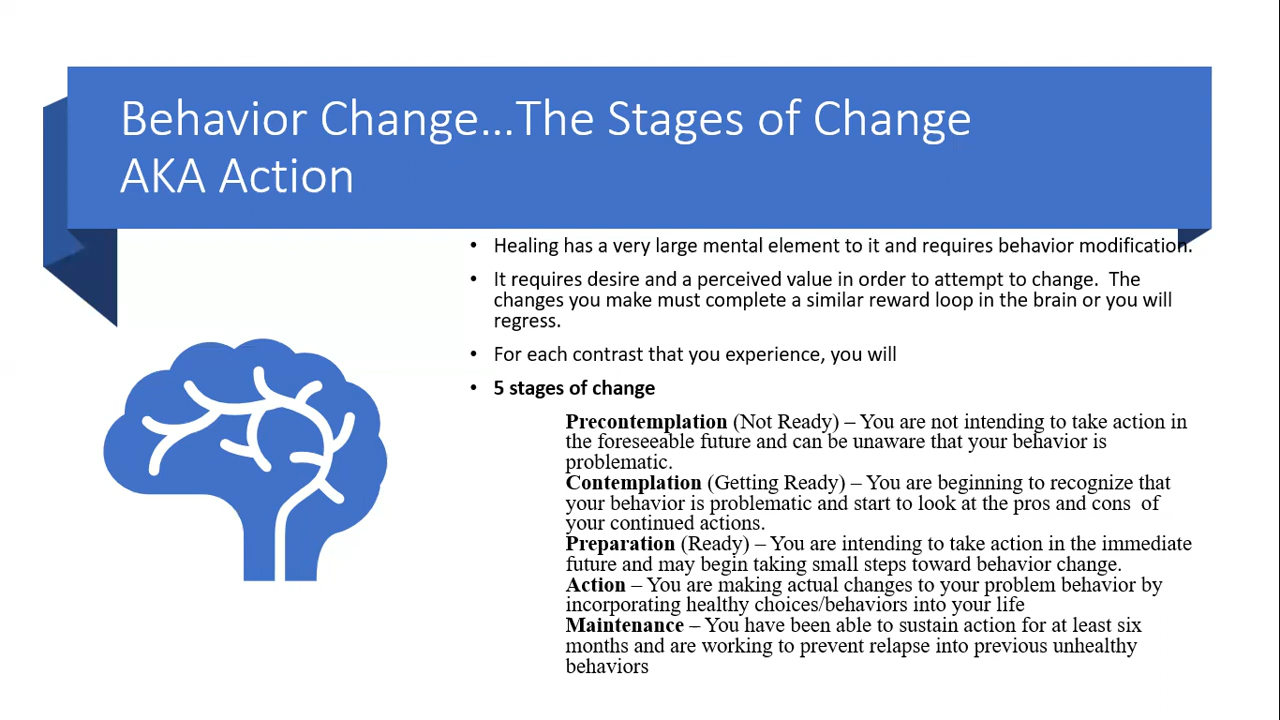 Behavior Change...The Stages of Change
AKA Action
• Healing has a very large mental element to it and requires behavior modification.
• It requires desire and a perceived value in order to attempt to change.  The
changes you make must complete a similar reward loop in the brain or you will
regress.
• For each contrast that you experience, you will
• 5 stages of change
Precontemplation (Not Ready) – You are not intending to take action in
the foreseeable future and can be unaware that your behavior is
problematic.
Contemplation (Getting Ready) – You are beginning to recognize that
your behavior is problematic and start to look at the pros and cons  of
your continued actions.
Preparation (Ready) – You are intending to take action in the immediate
future and may begin taking small steps toward behavior change.
Action – You are making actual changes to your problem behavior by
incorporating healthy choices/behaviors into your life
Maintenance – You have been able to sustain action for at least six
months and are working to prevent relapse into previous unhealthy
behaviors